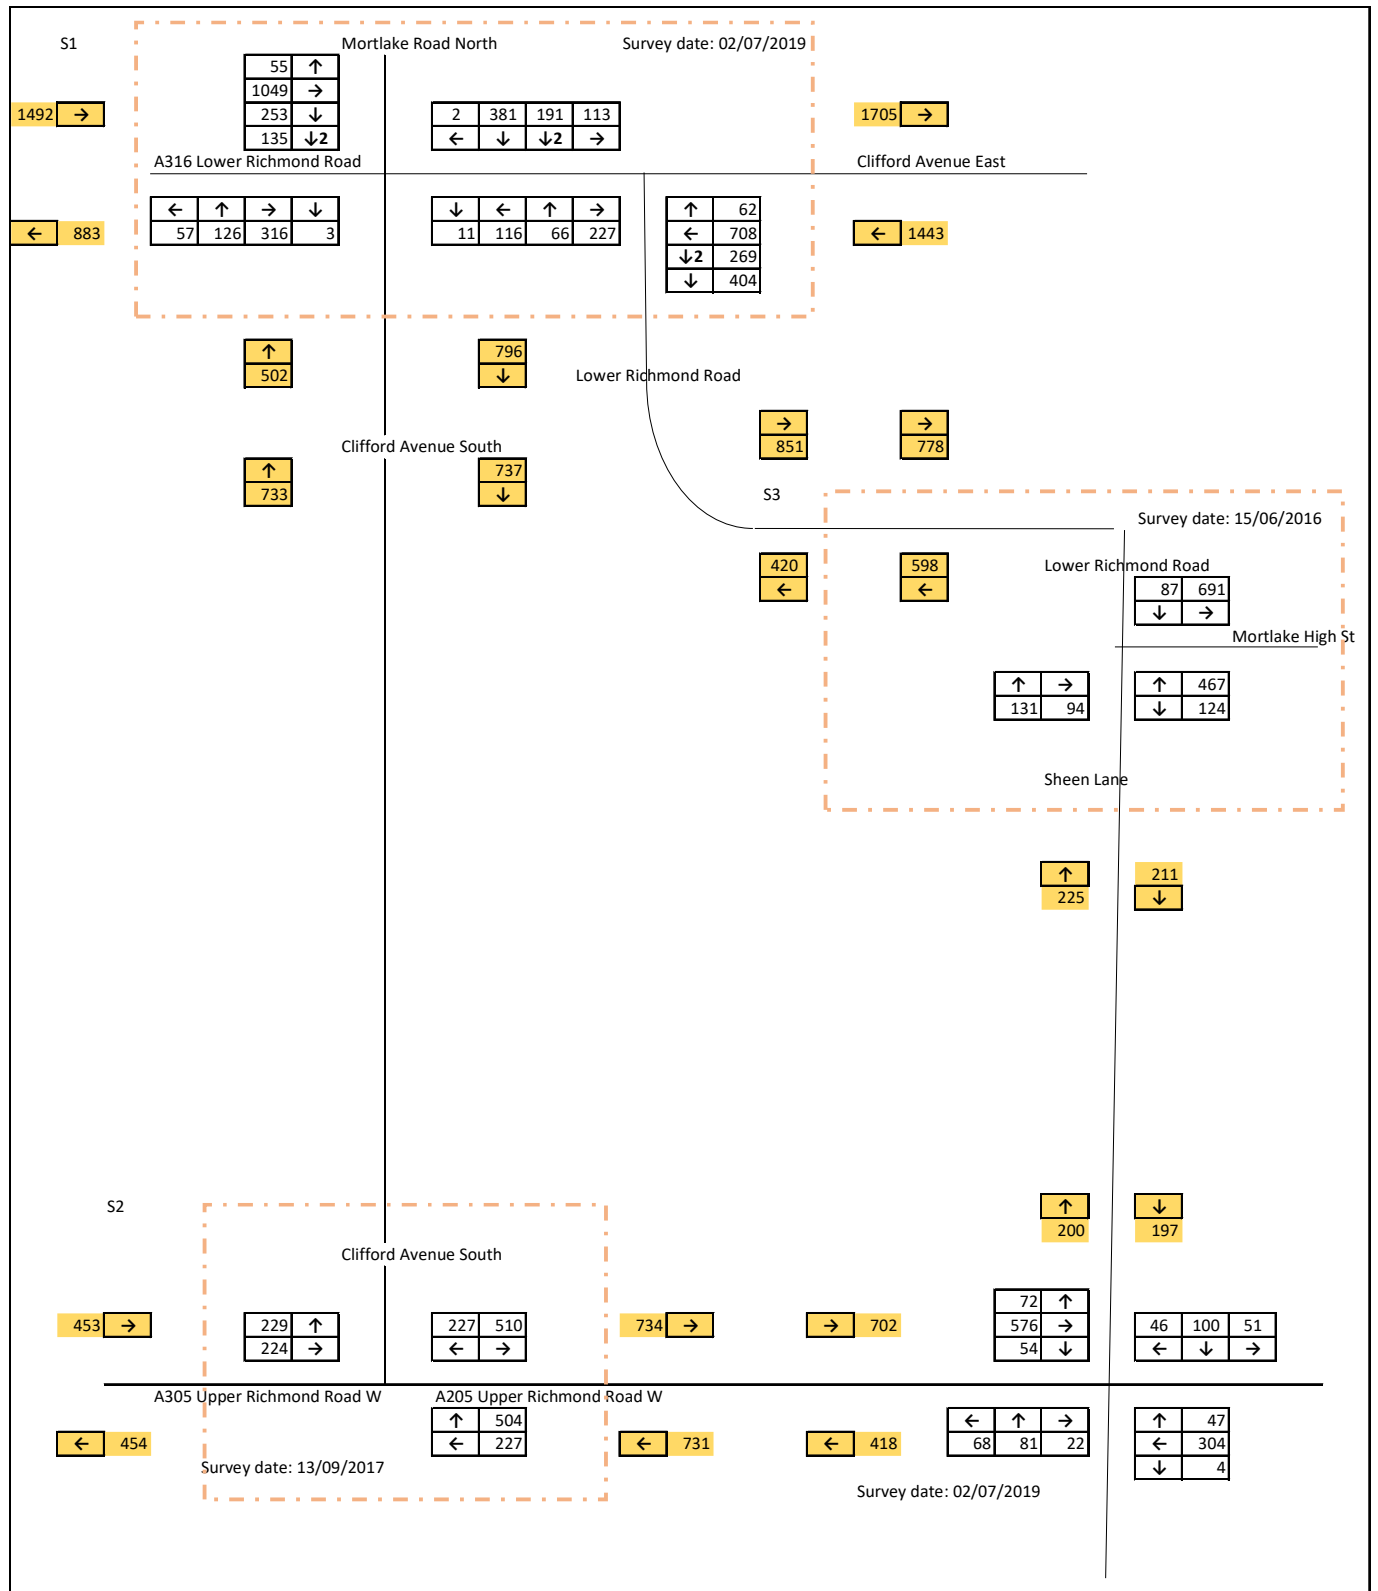 S1
Mortlake Road North
Survey date: 02/07/2019
55 ↑
1049 →
1492 →
253 ↓
2 381 191 113
1705 →
135 ↓2
← ↓ ↓2 →
A316 Lower Richmond Road
Clifford Avenue East
← ↑ → ↓
↓ ← ↑ →
↑ 62
← 883
57 126 316 3
11 116 66 227
← 708
← 1443
↓2 269
↓ 404
↑
796
502
↓
Lower Richmond Road
→
→
851
778
Clifford Avenue South
↑
737
733
↓
S3
Survey date: 15/06/2016
420
598
Lower Richmond Road
←
←
87 691
↓ →
Mortlake High St
↑ →
↑ 467
131 94
↓ 124
Sheen Lane
↑
211
225
↓
S2
↑
↓
200
197
Clifford Avenue South
72 ↑
453 →
229 ↑
227 510
734 →
→ 702
576 →
46 100 51
224 →
← →
54 ↓
← ↓ →
A305 Upper Richmond Road W
A205 Upper Richmond Road W
↑ 504
← ↑ →
↑ 47
← 454
← 227
← 731
← 418
68 81 22
← 304
Survey date: 13/09/2017
↓ 4
Survey date: 02/07/2019